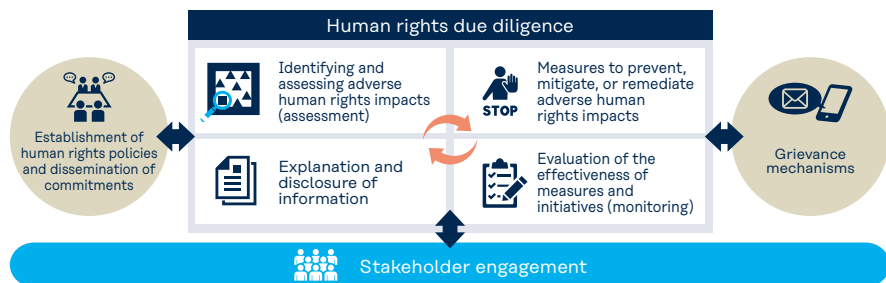 Human rights due diligence
Establishment of
human rights policies
and dissemination of
commitments
Identifying and
assessing adverse
human rights impacts
(assessment)
STOP
Measures to prevent,
mitigate, or remediate
adverse human
rights impacts
Explanation and
disclosure of
information
Evaluation of the
effectiveness of
measures and
initiatives (monitoring)
Grievance
mechanisms
Stakeholder engagement